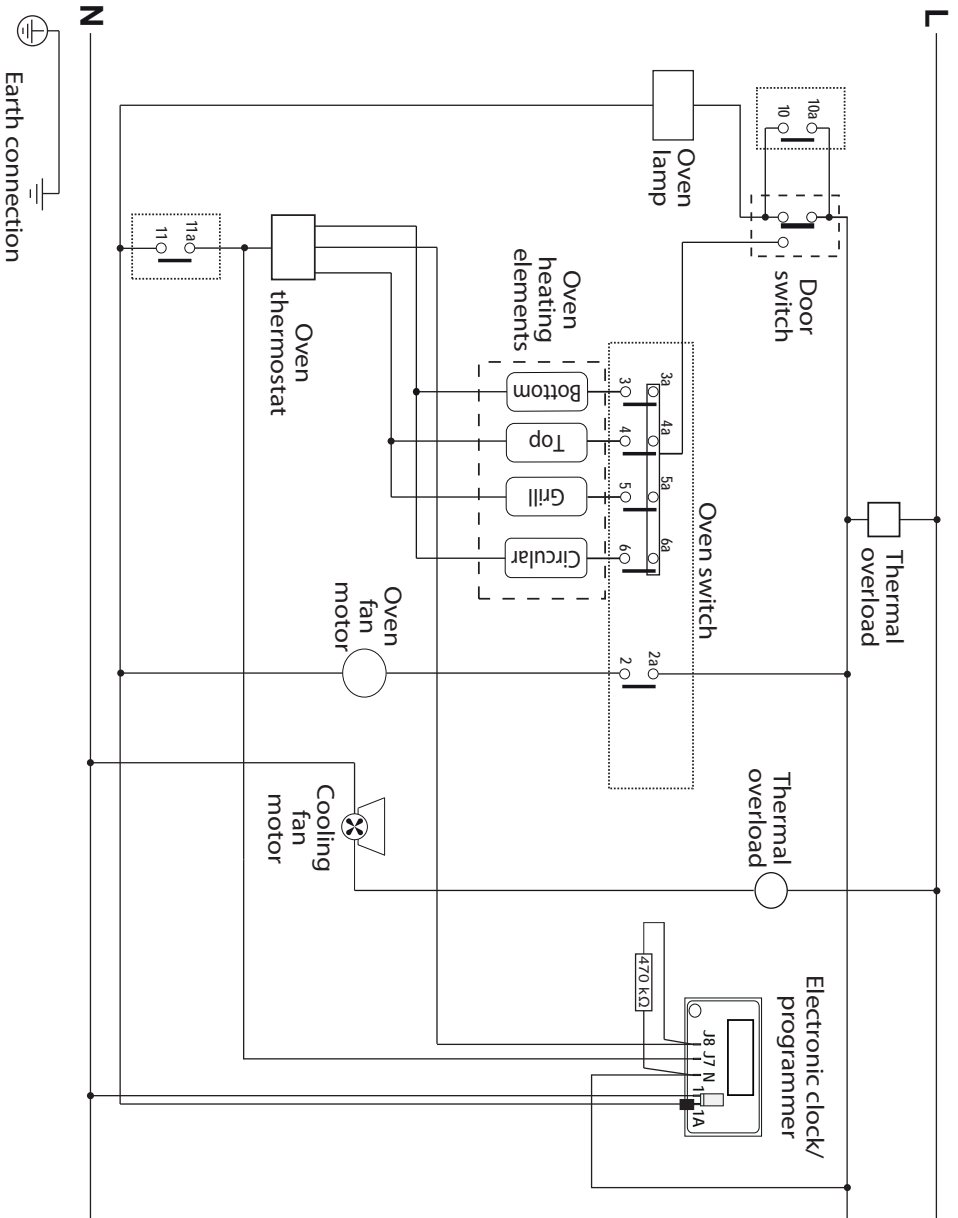 L
N
Earth connection
10a
10
Door
switch
Oven
lamp
11a
11
Oven
thermostat
Oven
heating
elements
Bottom
Top
Grill
Circular
3a
3
4a
4
5a
5
6a
6
2a
2
Oven switch
Thermal
overload
Oven
fan
motor
Thermal
overload
Cooling
fan
motor
470 kΩ
Electronic clock/
programmer
J8 J7 N 1 1A